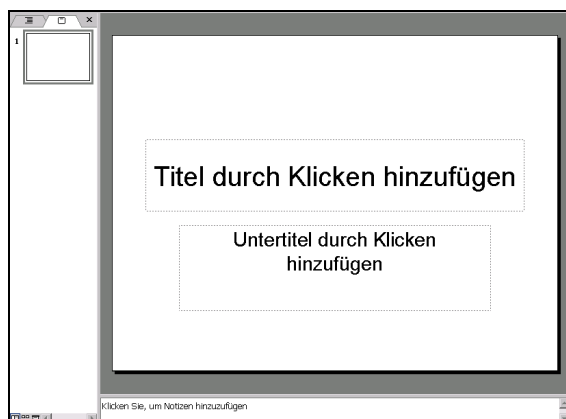 1
Titel durch Klicken hinzufügen
Untertitel durch Klicken
hinzufügen
Klicken Sie, um Notizen hinzuzufügen